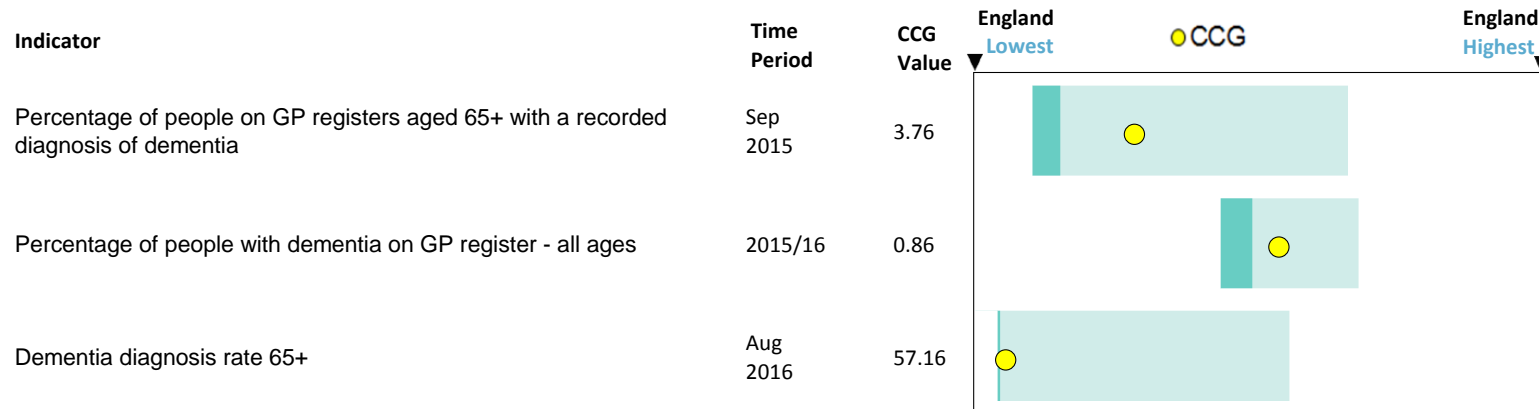 Indicator
Time Period
CCG Value
England Lowest
CCG
England Highest
Percentage of people on GP registers aged 65+ with a recorded
diagnosis of dementia
Sep
2015
3.76
Percentage of people with dementia on GP register - all ages
2015/16
0.86
Dementia diagnosis rate 65+
Aug
2016
57.16